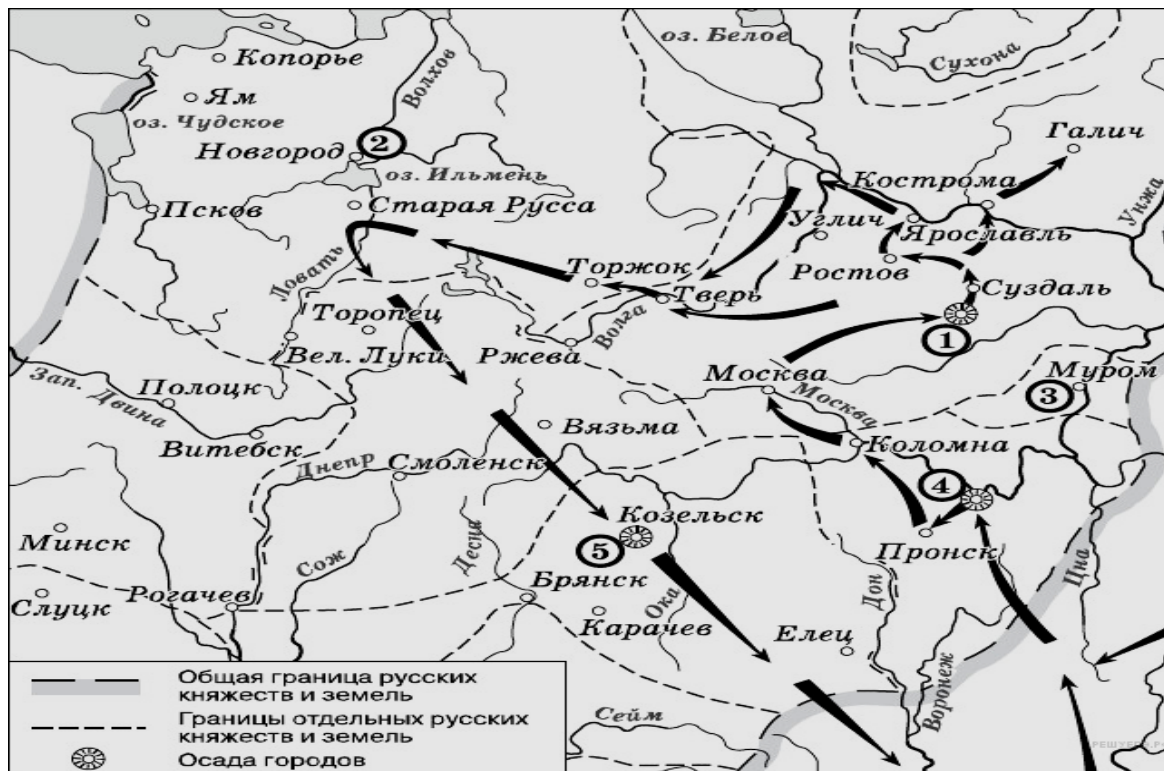 Копорье
Волхов
оз. Белое
Сухона
Ям
оз. Чудское
2
Галич
Новгород
оз. Ильмень
Кострома
Псков
Старая Русса
Углич
Ярославль
Унжа
Ловать
Торжок
Ростов
Тверь
Суздаль
Торопец
Волга
1
Вел. Луки
Ржева
Зап. Двина
Полоцк
Москва
Москва
3
Муром
Витебск
Вязьма
Коломна
Днепр
Смоленск
4
Козельск
5
Минск
Сож
Десна
Пронск
Цна
Брянск
Слуцк
Рогачев
Ока
Дон
Карачев
Елец
Воронеж
Общая граница русских
княжеств и земель
Границы отдельных русских
княжеств и земель
Осада городов
Сейм
РЕШУЕГЭ.РФ